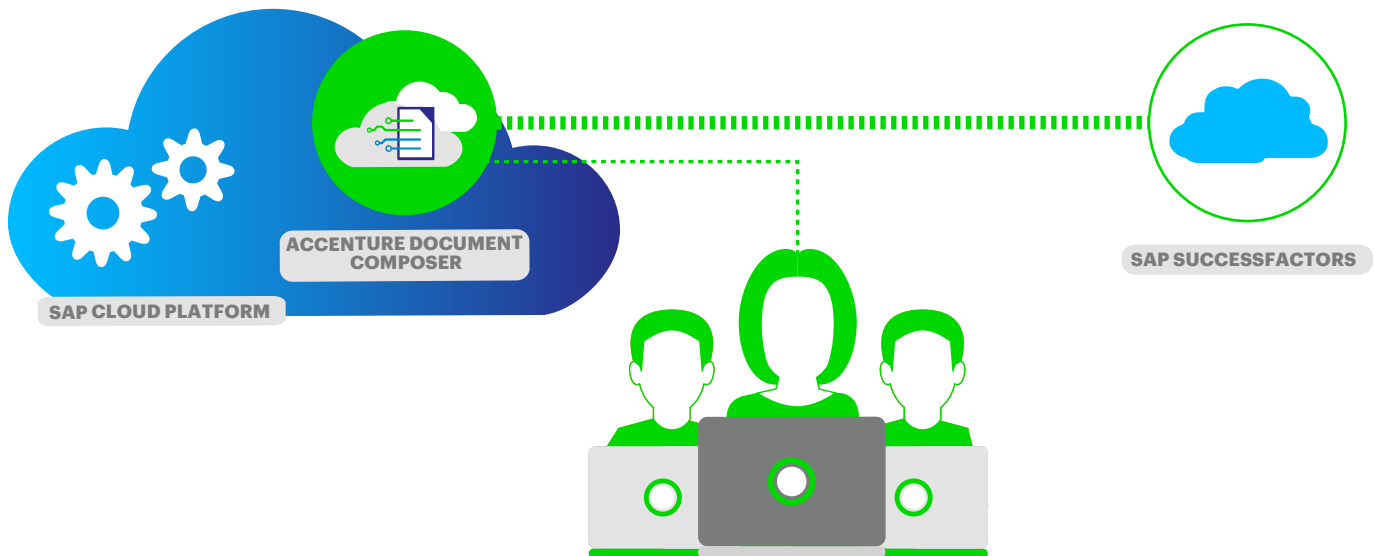 ACCENTURE DOCUMENT
COMPOSER
SAP SUCCESSFACTORS
SAP CLOUD PLATFORM